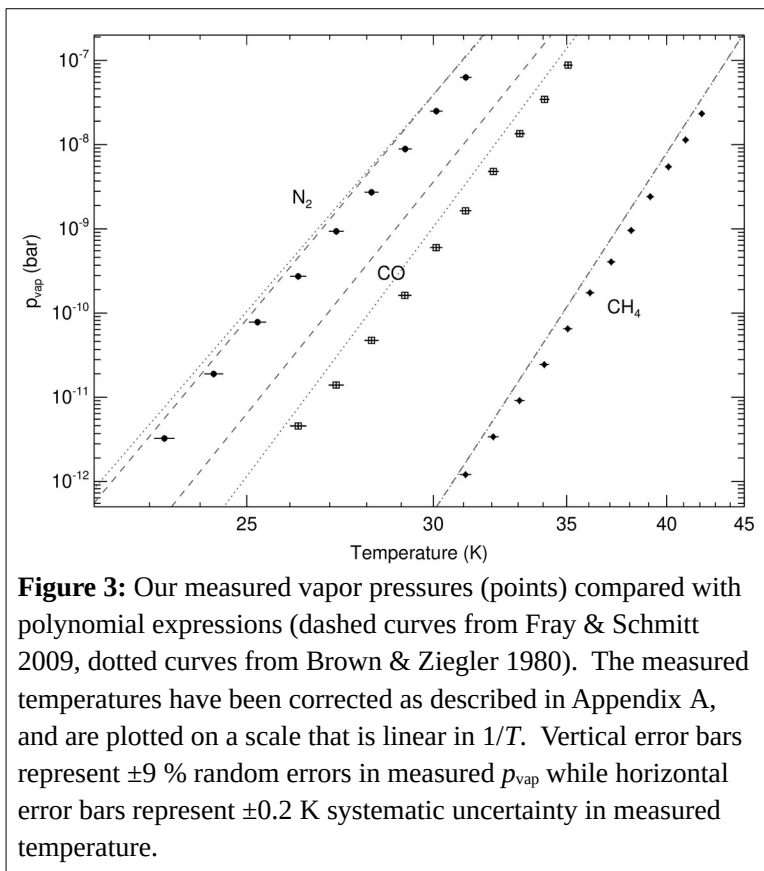 10⁻⁷
10⁻⁸
10⁻⁹
10⁻¹⁰
10⁻¹¹
10⁻¹²
p_vap (bar)
N₂
CO
CH₄
25 30 35 40 45
Temperature (K)
Figure 3: Our measured vapor pressures (points) compared with
polynomial expressions (dashed curves from Fray & Schmitt
2009, dotted curves from Brown & Ziegler 1980). The measured
temperatures have been corrected as described in Appendix A,
and are plotted on a scale that is linear in 1/T. Vertical error bars
represent ±9 % random errors in measured p_vap while horizontal
error bars represent ±0.2 K systematic uncertainty in measured
temperature.